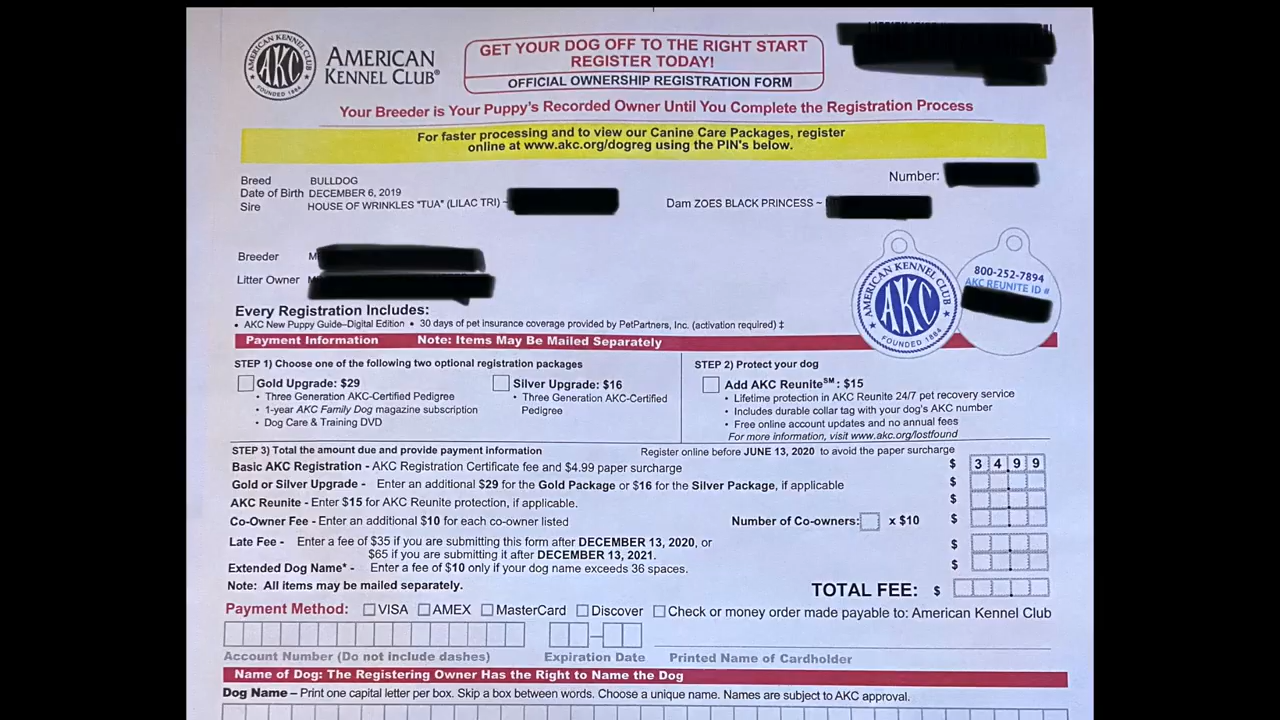 AMERICAN KENNEL CLUB
AKC
FOUNDED 1884
AMERICAN
KENNEL CLUB®
GET YOUR DOG OFF TO THE RIGHT START
REGISTER TODAY!
OFFICIAL OWNERSHIP REGISTRATION FORM
Your Breeder is Your Puppy's Recorded Owner Until You Complete the Registration Process
For faster processing and to view our Canine Care Packages, register
online at www.akc.org/dogreg using the PIN's below.
Breed BULLDOG
Number:
Date of Birth DECEMBER 6, 2019
Sire HOUSE OF WRINKLES "TUA" (LILAC TRI) ~
Dam ZOES BLACK PRINCESS ~
Breeder M
Litter Owner
AMERICAN KENNEL CLUB
AKC
FOUNDED 1884
800-252-7894
AKC REUNITE ID #
Every Registration Includes:
• AKC New Puppy Guide–Digital Edition • 30 days of pet insurance coverage provided by PetPartners, Inc. (activation required) ‡
Payment Information Note: Items May Be Mailed Separately
STEP 1) Choose one of the following two optional registration packages
Gold Upgrade: $29
• Three Generation AKC-Certified Pedigree
• 1-year AKC Family Dog magazine subscription
• Dog Care & Training DVD
Silver Upgrade: $16
• Three Generation AKC-Certified
Pedigree
STEP 2) Protect your dog
Add AKC Reunite℠: $15
• Lifetime protection in AKC Reunite 24/7 pet recovery service
• Includes durable collar tag with your dog's AKC number
• Free online account updates and no annual fees
For more information, visit www.akc.org/lostfound
STEP 3) Total the amount due and provide payment information
Register online before JUNE 13, 2020 to avoid the paper surcharge
Basic AKC Registration - AKC Registration Certificate fee and $4.99 paper surcharge $ 34.99
Gold or Silver Upgrade - Enter an additional $29 for the Gold Package or $16 for the Silver Package, if applicable $ .
AKC Reunite - Enter $15 for AKC Reunite protection, if applicable. $ .
Co-Owner Fee - Enter an additional $10 for each co-owner listed Number of Co-owners: x $10 $ .
Late Fee - Enter a fee of $35 if you are submitting this form after DECEMBER 13, 2020, or $ .
$65 if you are submitting it after DECEMBER 13, 2021.
Extended Dog Name* - Enter a fee of $10 only if your dog name exceeds 36 spaces. $ .
Note: All items may be mailed separately.
TOTAL FEE: $ .
Payment Method: VISA AMEX MasterCard Discover Check or money order made payable to: American Kennel Club
Account Number (Do not include dashes) Expiration Date Printed Name of Cardholder
Name of Dog: The Registering Owner Has the Right to Name the Dog
Dog Name – Print one capital letter per box. Skip a box between words. Choose a unique name. Names are subject to AKC approval.